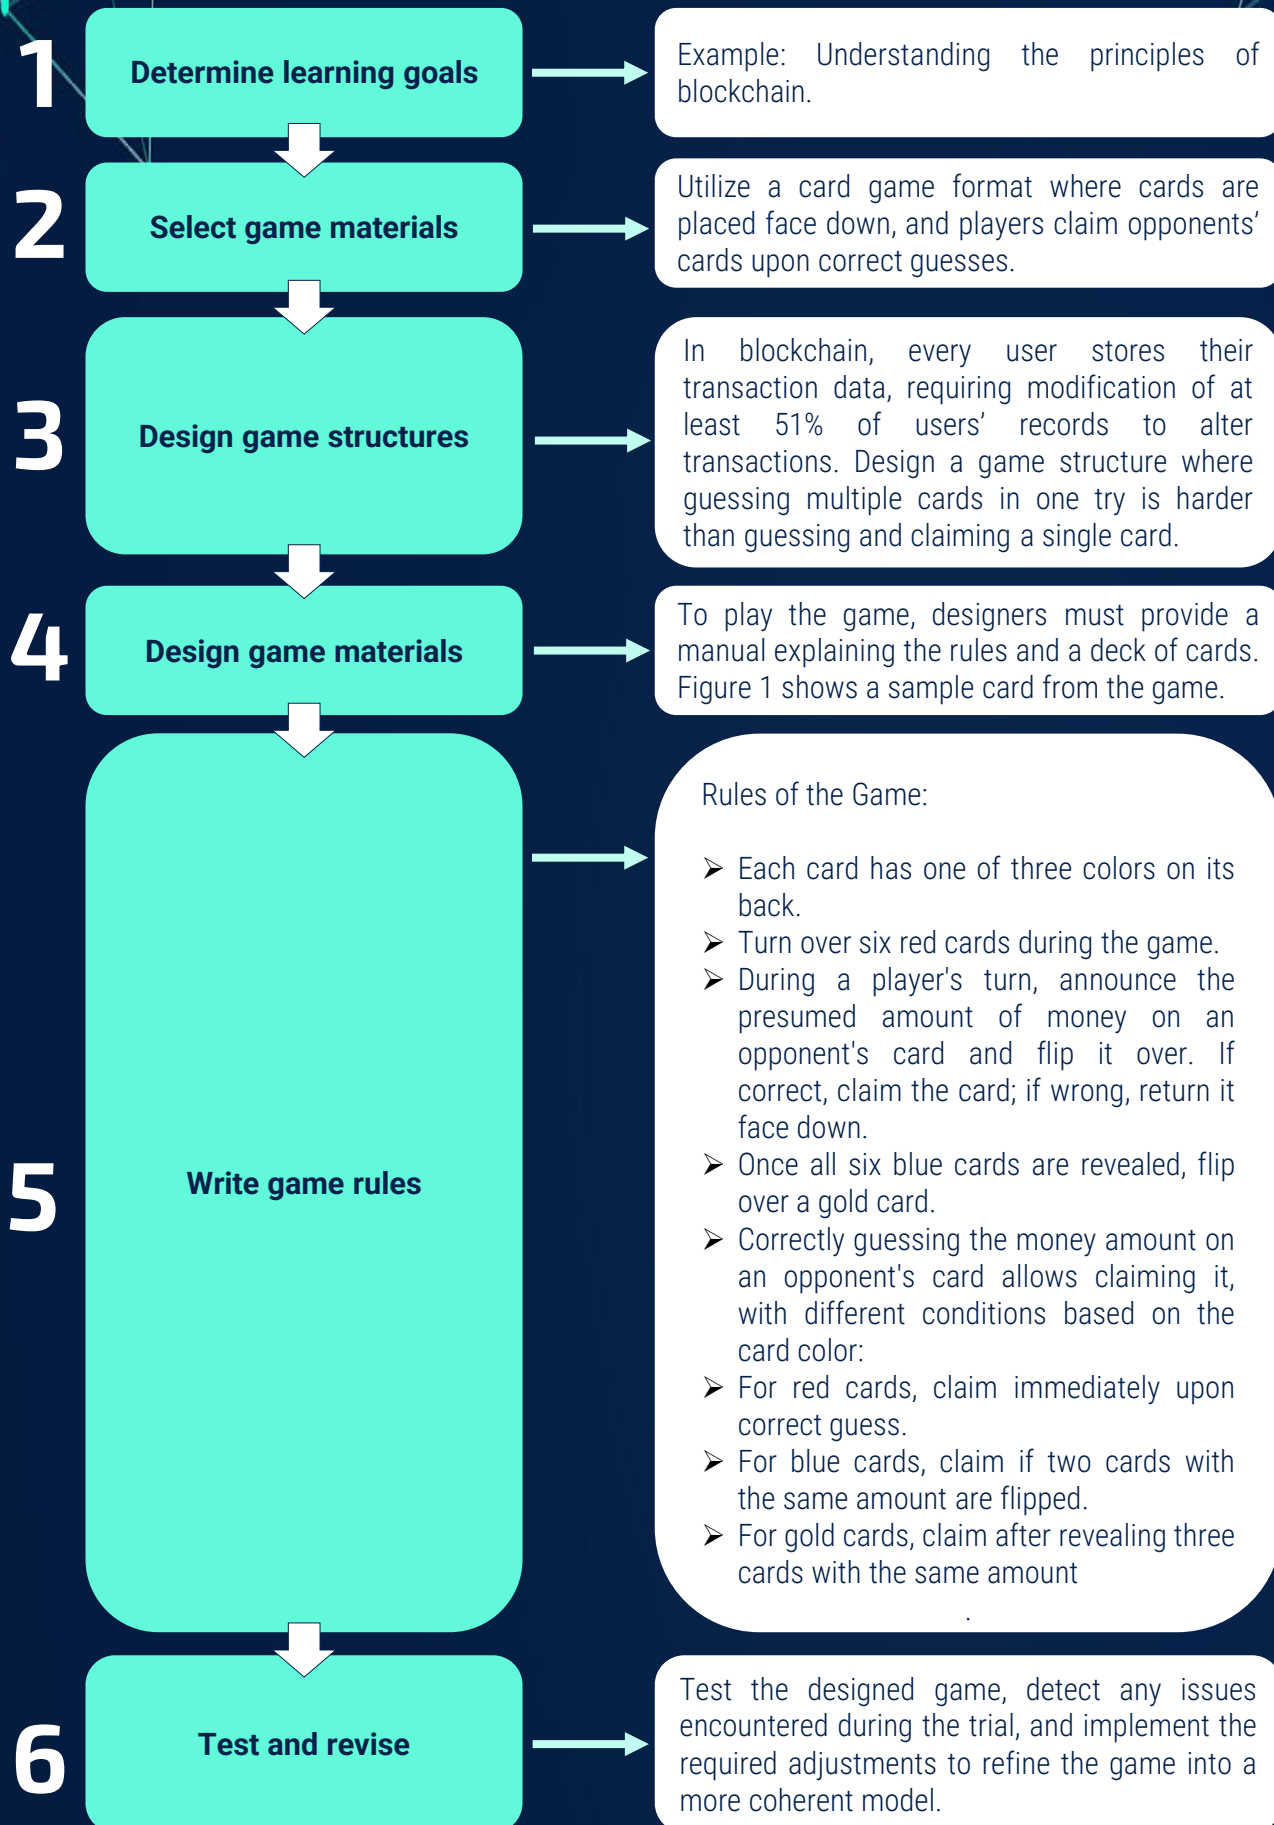 1
Determine learning goals
Example: Understanding the principles of
blockchain.
2
Select game materials
Utilize a card game format where cards are
placed face down, and players claim opponents’
cards upon correct guesses.
3
Design game structures
In blockchain, every user stores their
transaction data, requiring modification of at
least 51% of users’ records to alter
transactions. Design a game structure where
guessing multiple cards in one try is harder
than guessing and claiming a single card.
4
Design game materials
To play the game, designers must provide a
manual explaining the rules and a deck of cards.
Figure 1 shows a sample card from the game.
5
Write game rules
Rules of the Game:
➢ Each card has one of three colors on its
back.
➢ Turn over six red cards during the game.
➢ During a player's turn, announce the
presumed amount of money on an
opponent's card and flip it over. If
correct, claim the card; if wrong, return it
face down.
➢ Once all six blue cards are revealed, flip
over a gold card.
➢ Correctly guessing the money amount on
an opponent's card allows claiming it,
with different conditions based on the
card color:
➢ For red cards, claim immediately upon
correct guess.
➢ For blue cards, claim if two cards with
the same amount are flipped.
➢ For gold cards, claim after revealing three
cards with the same amount
.
6
Test and revise
Test the designed game, detect any issues
encountered during the trial, and implement the
required adjustments to refine the game into a
more coherent model.